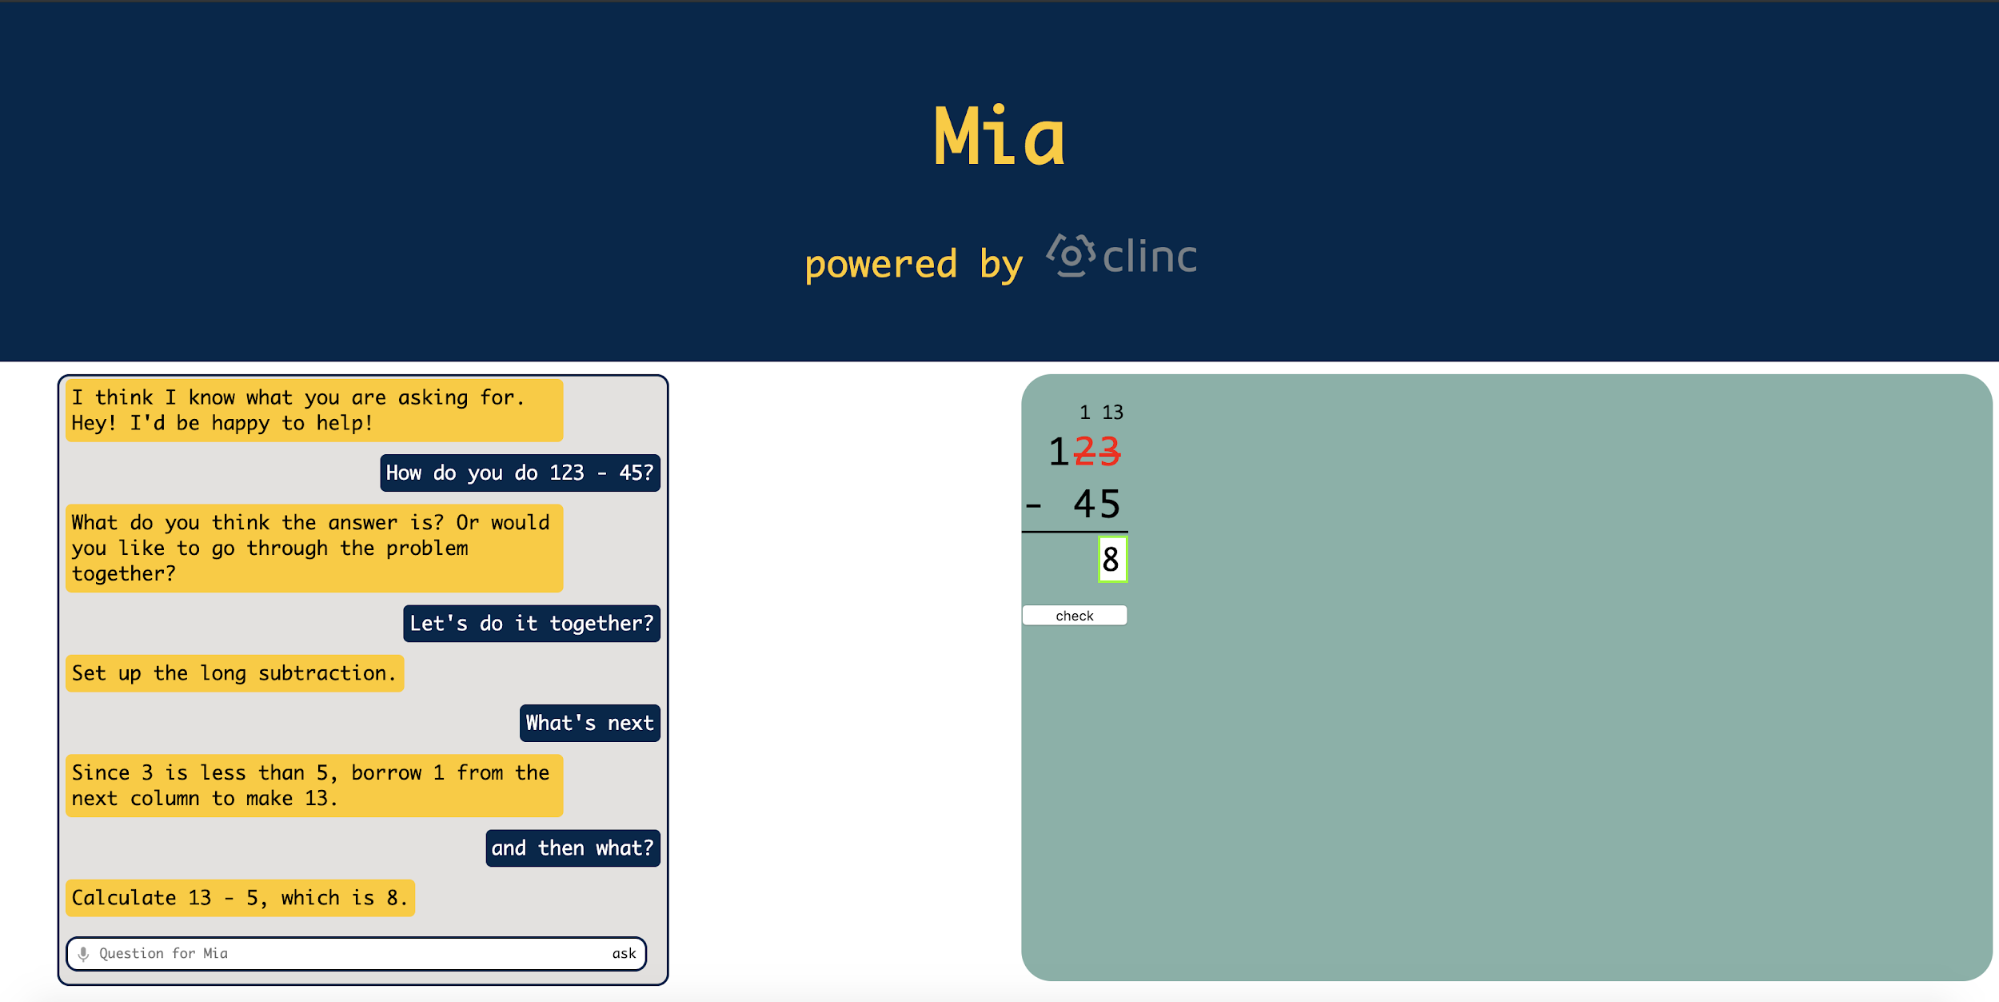 Mia
powered by clinc
I think I know what you are asking for.
Hey! I'd be happy to help!
How do you do 123 - 45?
What do you think the answer is? Or would
you like to go through the problem
together?
Let's do it together?
Set up the long subtraction.
What's next
Since 3 is less than 5, borrow 1 from the
next column to make 13.
and then what?
Calculate 13 - 5, which is 8.
Question for Mia ask
1 13
123
- 45
8
check